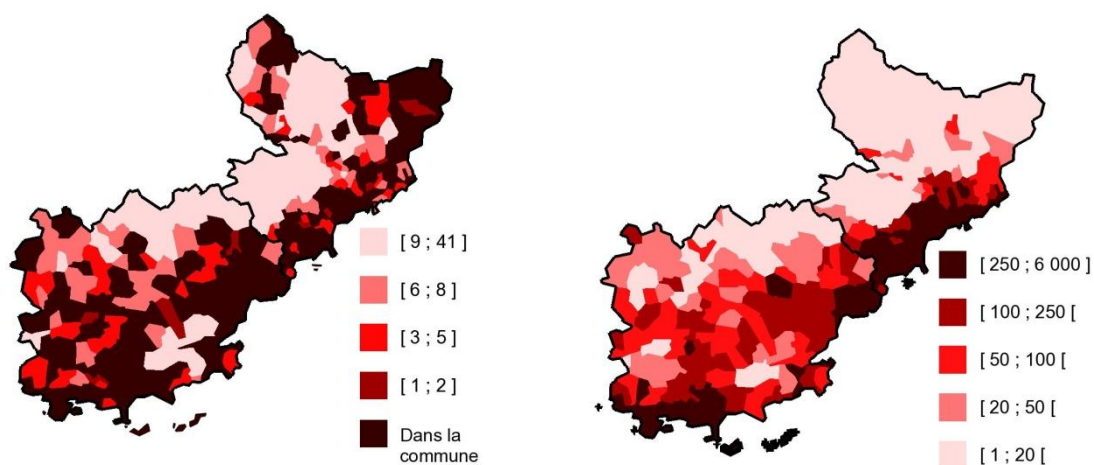 [ 9 ; 41 ]
[ 6 ; 8 ]
[ 3 ; 5 ]
[ 1 ; 2 ]
Dans la
commune
[ 250 ; 6 000 ]
[ 100 ; 250 [
[ 50 ; 100 [
[ 20 ; 50 [
[ 1 ; 20 [